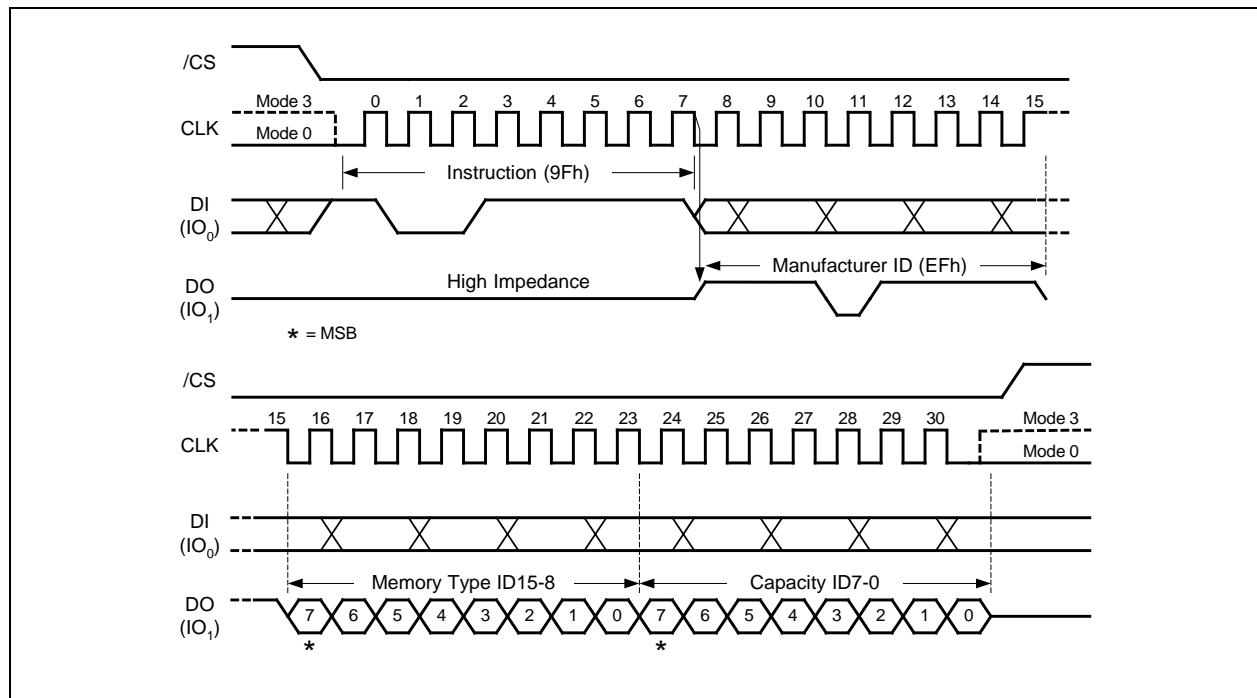 /CS
Mode 3 0 1 2 3 4 5 6 7 8 9 10 11 12 13 14 15
CLK
Mode 0
Instruction (9Fh)
DI
(IO0)
Manufacturer ID (EFh)
DO
(IO1)
High Impedance
* = MSB
/CS
15 16 17 18 19 20 21 22 23 24 25 26 27 28 29 30 Mode 3
CLK
Mode 0
DI
(IO0)
Memory Type ID15-8 Capacity ID7-0
DO
(IO1)
7 6 5 4 3 2 1 0 7 6 5 4 3 2 1 0
* *